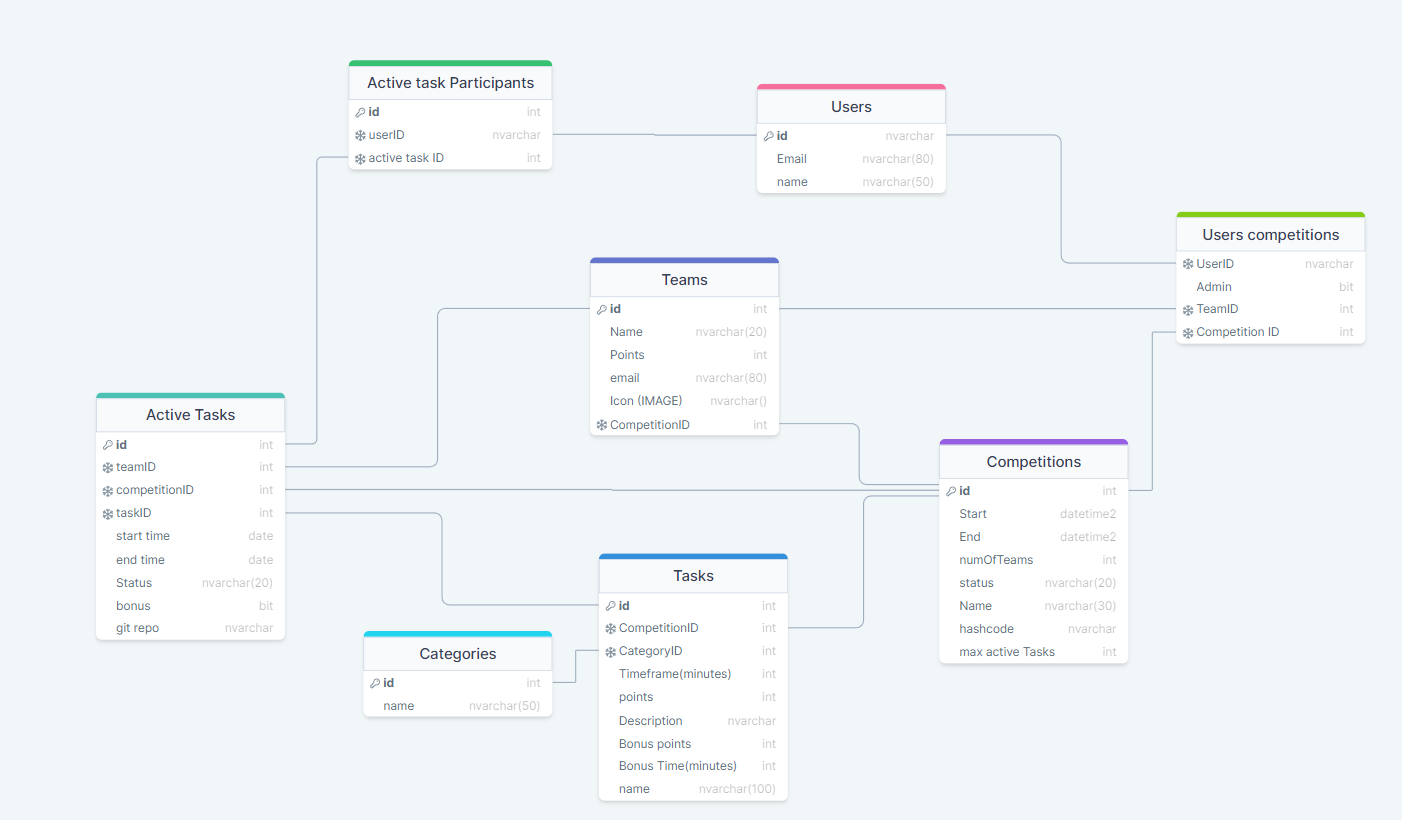 Active task Participants
id int
userID nvarchar
active task ID int
Users
id nvarchar
Email nvarchar(80)
name nvarchar(50)
Users competitions
UserID nvarchar
Admin bit
TeamID int
Competition ID int
Teams
id int
Name nvarchar(20)
Points int
email nvarchar(80)
Icon (IMAGE) nvarchar()
CompetitionID int
Active Tasks
id int
teamID int
competitionID int
taskID int
start time date
end time date
Status nvarchar(20)
bonus bit
git repo nvarchar
Competitions
id int
Start datetime2
End datetime2
numOfTeams int
status nvarchar(20)
Name nvarchar(30)
hashcode nvarchar
max active Tasks int
Tasks
id int
CompetitionID int
CategoryID int
Timeframe(minutes) int
points int
Description nvarchar
Bonus points int
Bonus Time(minutes) int
name nvarchar(100)
Categories
id int
name nvarchar(50)